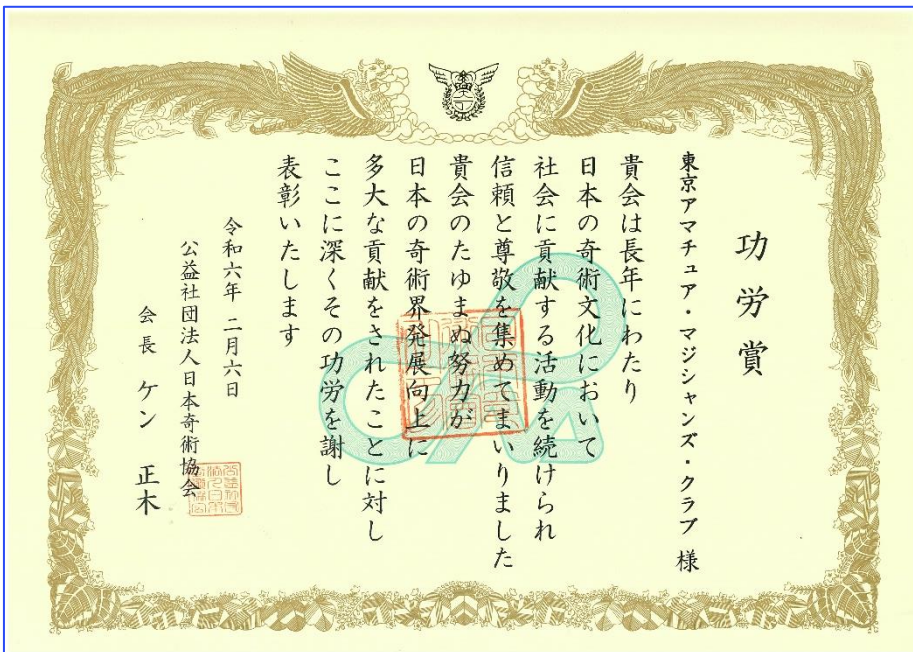 功労賞
東京アマチュア・マジシャンズ・クラブ 様
貴会は長年にわたり
日本の奇術文化において
社会に貢献する活動を続けられ
信頼と尊敬を集めてまいりました
貴会のたゆまぬ努力が
日本の奇術界発展向上に
多大な貢献をされたことに対し
ここに深くその功労を謝し
表彰いたします
令和六年 二月六日
公益社団法人日本奇術協会
会長 ケン 正木